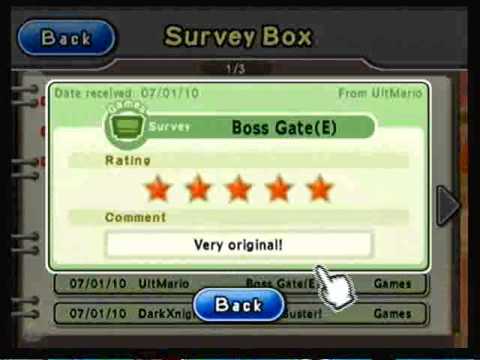 Back
Survey Box
1/3
Date received 07/01/10 From UltMario
Games
Survey
Boss Gate(E)
Rating
Comment
Very original!
07/01/10 UltMario Boss Gate(E) Games
Back
07/01/10 DarkXnig Buster! Games